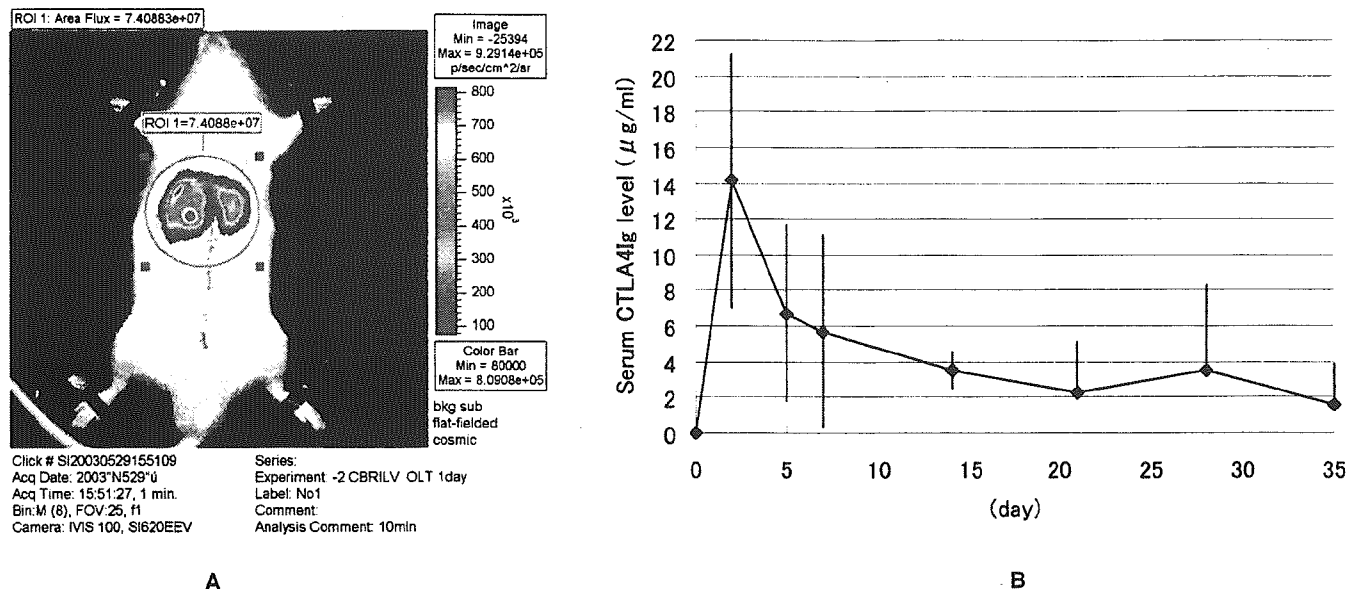 ROI 1: Area Flux = 7.40883e+07
ROI 1=7.4088e+07
Image
Min = -25394
Max = 9.2914e+05
p/sec/cm^2/sr
800
700
600
500
400
300
200
100
x10³
Color Bar
Min = 80000
Max = 8.0908e+05
bkg sub
flat-fielded
cosmic
Click # SI20030529155109
Acq Date: 2003"N529"ú
Acq Time: 15:51:27, 1 min.
Bin:M (8), FOV:25, f1
Camera: IVIS 100, SI620EEV
Series:
Experiment: -2 CBRILV OLT 1day
Label: No1
Comment:
Analysis Comment: 10min
A
Serum CTLA4Ig level (μg/ml)
22
20
18
16
14
12
10
8
6
4
2
0
0 5 10 15 20 25 30 35
(day)
B